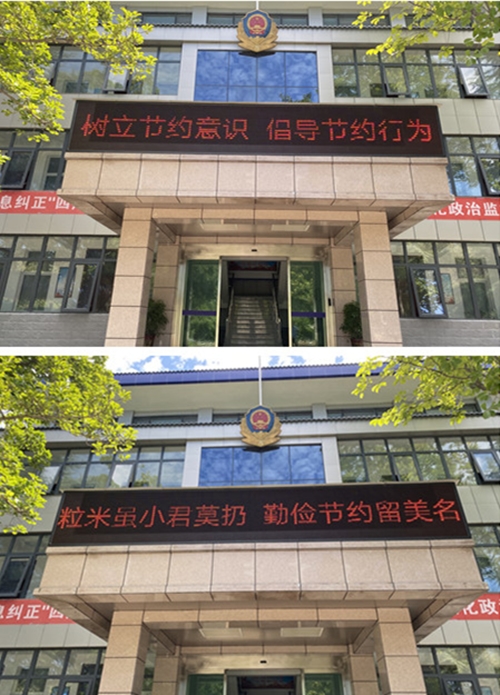 树立节约意识 倡导节约行为
息纠正"四
化政治监
粒米虽小君莫扔 勤俭节约留美名
息纠正"四
化政